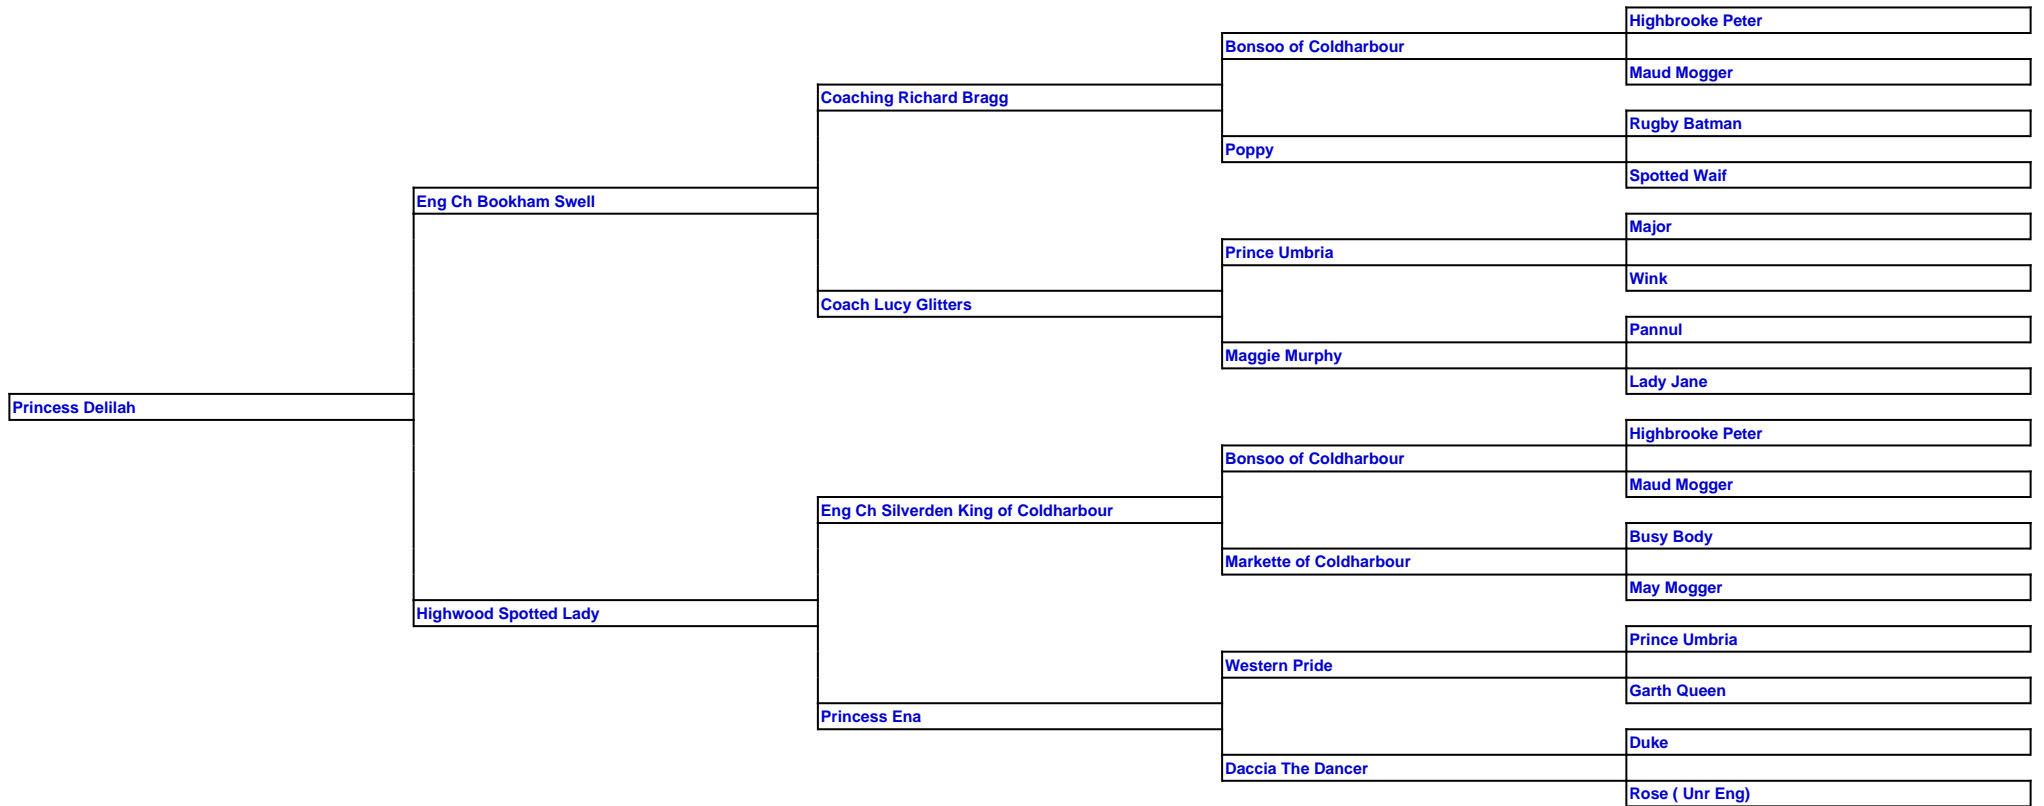 Highbrooke Peter
Bonsoo of Coldharbour
Maud Mogger
Coaching Richard Bragg
Rugby Batman
Poppy
Spotted Waif
Eng Ch Bookham Swell
Major
Prince Umbria
Wink
Coach Lucy Glitters
Pannul
Maggie Murphy
Lady Jane
Princess Delilah
Highbrooke Peter
Bonsoo of Coldharbour
Maud Mogger
Eng Ch Silverden King of Coldharbour
Busy Body
Markette of Coldharbour
May Mogger
Highwood Spotted Lady
Prince Umbria
Western Pride
Garth Queen
Princess Ena
Duke
Daccia The Dancer
Rose ( Unr Eng)